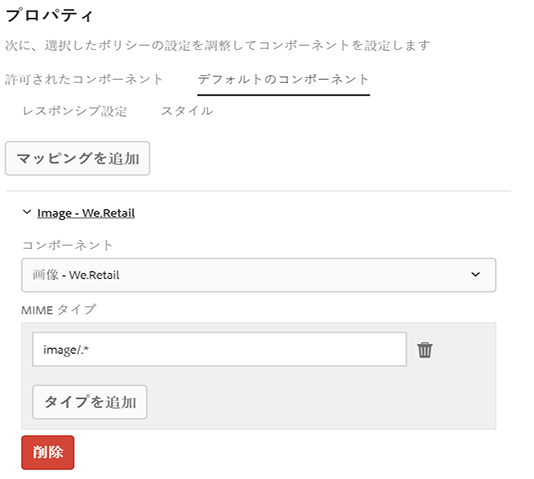 プロパティ
次に、選択したポリシーの設定を調整してコンポーネントを設定します
許可されたコンポーネント デフォルトのコンポーネント
レスポンシブ設定 スタイル
マッピングを追加
Image - We.Retail
コンポーネント
画像 - We.Retail
MIME タイプ
image/.*
タイプを追加
削除